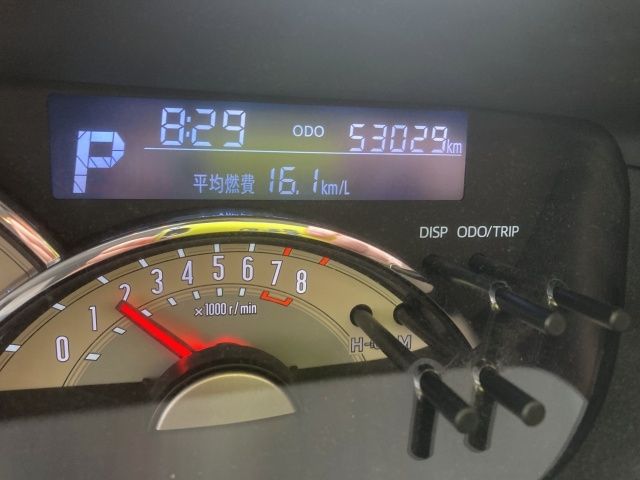 P
8:29 ODO 53029km
平均燃費 16.1km/L
DISP ODO/TRIP
0 1 2 3 4 5 6 7 8
×1000 r/min